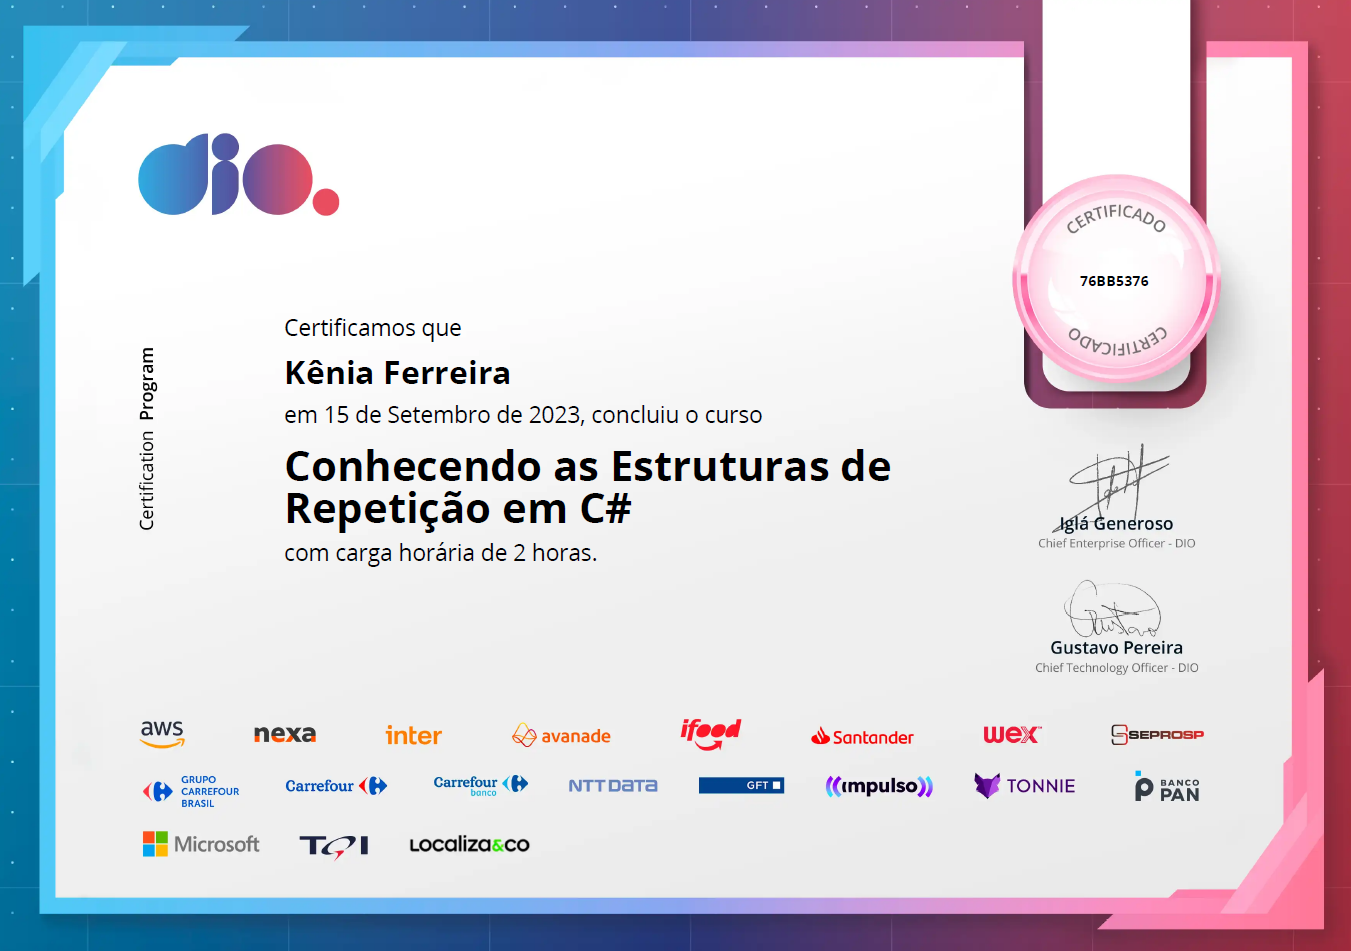 dio.
CERTIFICADO
76BB5376
CERTIFICADO
Certification Program
Certificamos que
Kênia Ferreira
em 15 de Setembro de 2023, concluiu o curso
Conhecendo as Estruturas de
Repetição em C#
com carga horária de 2 horas.
Iglá Generoso
Chief Enterprise Officer - DIO
Gustavo
Gustavo Pereira
Chief Technology Officer - DIO
aws nexa inter avanade ifood Santander wex™ SEPROSP
GRUPO
CARREFOUR
BRASIL
Carrefour
Carrefour
banco
NTT DATA
GFT
impulso
TONNIE
BANCO
PAN
Microsoft TQI LOCALIZA&CO